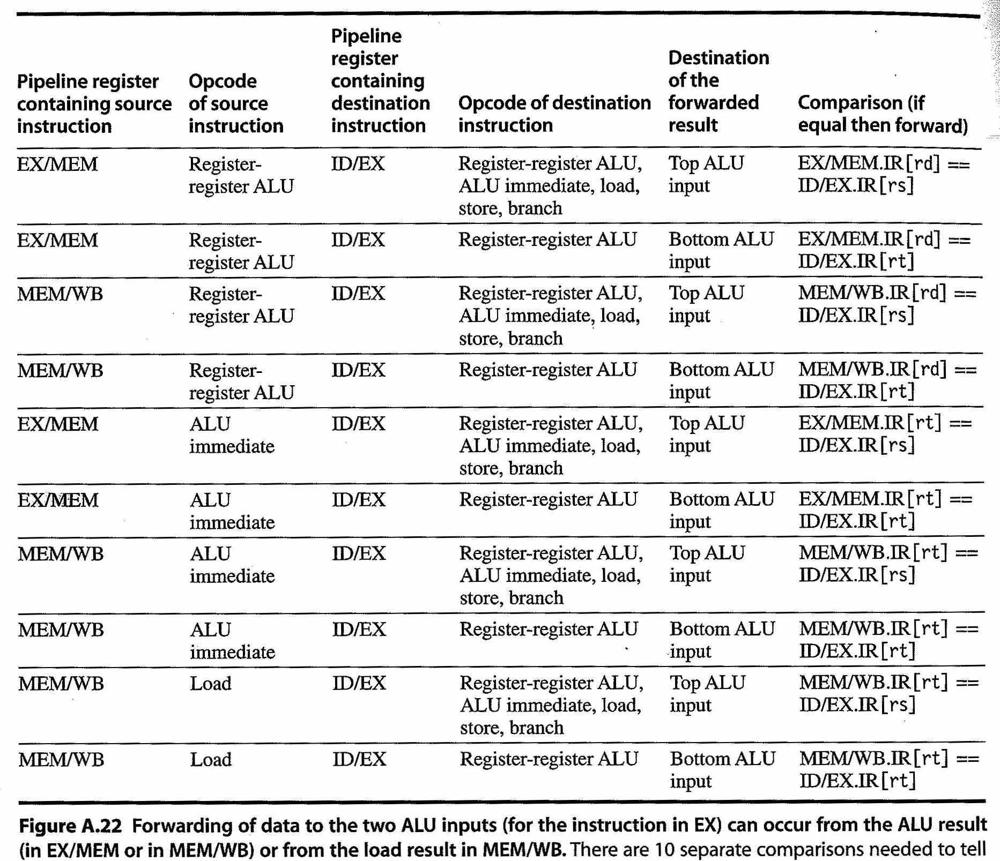 Pipeline register containing source instruction | Opcode of source instruction | Pipeline register containing destination instruction | Opcode of destination instruction | Destination of the forwarded result | Comparison (if equal then forward)
EX/MEM | Register-register ALU | ID/EX | Register-register ALU, ALU immediate, load, store, branch | Top ALU input | EX/MEM.IR[rd] == ID/EX.IR[rs]
EX/MEM | Register-register ALU | ID/EX | Register-register ALU | Bottom ALU input | EX/MEM.IR[rd] == ID/EX.IR[rt]
MEM/WB | Register-register ALU | ID/EX | Register-register ALU, ALU immediate, load, store, branch | Top ALU input | MEM/WB.IR[rd] == ID/EX.IR[rs]
MEM/WB | Register-register ALU | ID/EX | Register-register ALU | Bottom ALU input | MEM/WB.IR[rd] == ID/EX.IR[rt]
EX/MEM | ALU immediate | ID/EX | Register-register ALU, ALU immediate, load, store, branch | Top ALU input | EX/MEM.IR[rt] == ID/EX.IR[rs]
EX/MEM | ALU immediate | ID/EX | Register-register ALU | Bottom ALU input | EX/MEM.IR[rt] == ID/EX.IR[rt]
MEM/WB | ALU immediate | ID/EX | Register-register ALU, ALU immediate, load, store, branch | Top ALU input | MEM/WB.IR[rt] == ID/EX.IR[rs]
MEM/WB | ALU immediate | ID/EX | Register-register ALU | Bottom ALU input | MEM/WB.IR[rt] == ID/EX.IR[rt]
MEM/WB | Load | ID/EX | Register-register ALU, ALU immediate, load, store, branch | Top ALU input | MEM/WB.IR[rt] == ID/EX.IR[rs]
MEM/WB | Load | ID/EX | Register-register ALU | Bottom ALU input | MEM/WB.IR[rt] == ID/EX.IR[rt]
Figure A.22 Forwarding of data to the two ALU inputs (for the instruction in EX) can occur from the ALU result
(in EX/MEM or in MEM/WB) or from the load result in MEM/WB. There are 10 separate comparisons needed to tell